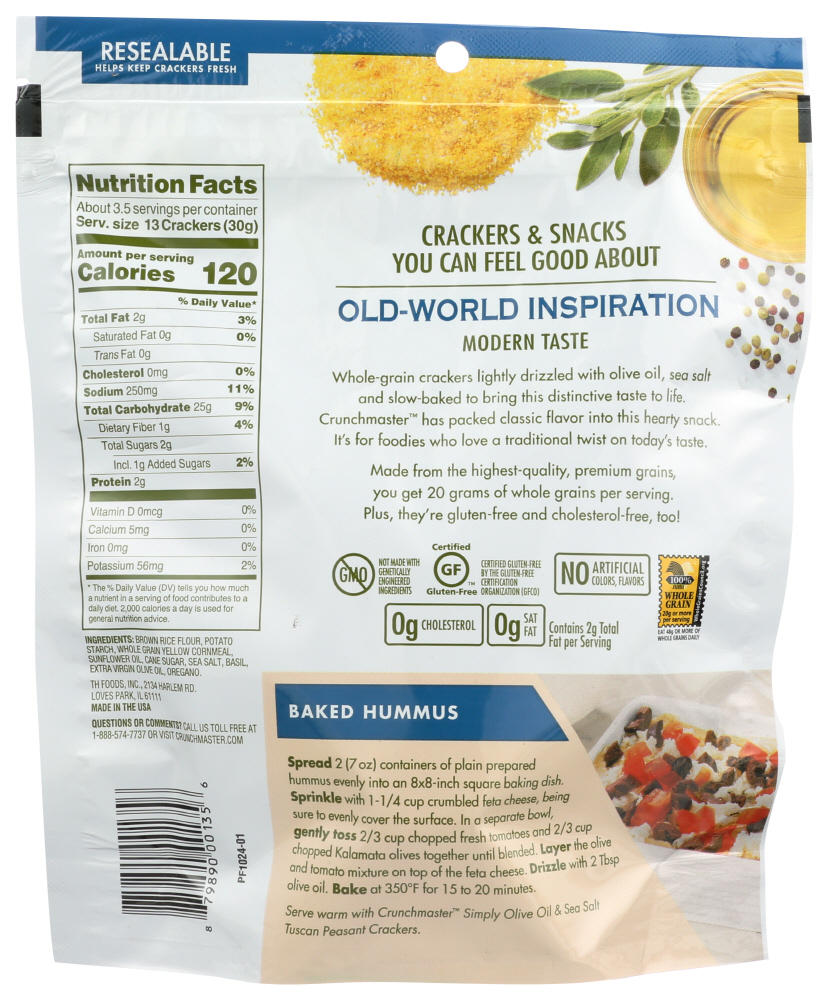 RESEALABLE
HELPS KEEP CRACKERS FRESH
Nutrition Facts
About 3.5 servings per container
Serv. size 13 Crackers (30g)
Amount per serving
Calories 120
% Daily Value*
Total Fat 2g 3%
Saturated Fat 0g 0%
Trans Fat 0g
Cholesterol 0mg 0%
Sodium 250mg 11%
Total Carbohydrate 25g 9%
Dietary Fiber 1g 4%
Total Sugars 2g
Incl. 1g Added Sugars 2%
Protein 2g
Vitamin D 0mcg 0%
Calcium 5mg 0%
Iron 0mg 0%
Potassium 56mg 2%
* The % Daily Value (DV) tells you how much
a nutrient in a serving of food contributes to a
daily diet. 2,000 calories a day is used for
general nutrition advice.
INGREDIENTS: BROWN RICE FLOUR, POTATO
STARCH, WHOLE GRAIN YELLOW CORNMEAL,
SUNFLOWER OIL, CANE SUGAR, SEA SALT, BASIL,
EXTRA VIRGIN OLIVE OIL, OREGANO.
TH FOODS, INC., 2134 HARLEM RD.
LOVES PARK, IL 61111
MADE IN THE USA
QUESTIONS OR COMMENTS? CALL US TOLL FREE AT
1-888-574-7737 OR VISIT CRUNCHMASTER.COM
8 79890 00135 6
PF1024-01
CRACKERS & SNACKS
YOU CAN FEEL GOOD ABOUT
OLD-WORLD INSPIRATION
MODERN TASTE
Whole-grain crackers lightly drizzled with olive oil, sea salt
and slow-baked to bring this distinctive taste to life.
Crunchmaster™ has packed classic flavor into this hearty snack.
It's for foodies who love a traditional twist on today's taste.
Made from the highest-quality, premium grains,
you get 20 grams of whole grains per serving.
Plus, they're gluten-free and cholesterol-free, too!
GMO
NOT MADE WITH
GENETICALLY
ENGINEERED
INGREDIENTS
Certified
GF
™
Gluten-Free
CERTIFIED GLUTEN-FREE
BY THE GLUTEN-FREE
CERTIFICATION
ORGANIZATION (GFCO)
NO ARTIFICIAL
COLORS, FLAVORS
100%
WHOLE
GRAIN
20g or more
per serving
EAT 48g OR MORE OF
WHOLE GRAINS DAILY
0g CHOLESTEROL
0g SAT
FAT
Contains 2g Total
Fat per Serving
BAKED HUMMUS
Spread 2 (7 oz) containers of plain prepared
hummus evenly into an 8x8-inch square baking dish.
Sprinkle with 1-1/4 cup crumbled feta cheese, being
sure to evenly cover the surface. In a separate bowl,
gently toss 2/3 cup chopped fresh tomatoes and 2/3 cup
chopped Kalamata olives together until blended. Layer the olive
and tomato mixture on top of the feta cheese. Drizzle with 2 Tbsp
olive oil. Bake at 350°F for 15 to 20 minutes.
Serve warm with Crunchmaster™ Simply Olive Oil & Sea Salt
Tuscan Peasant Crackers.